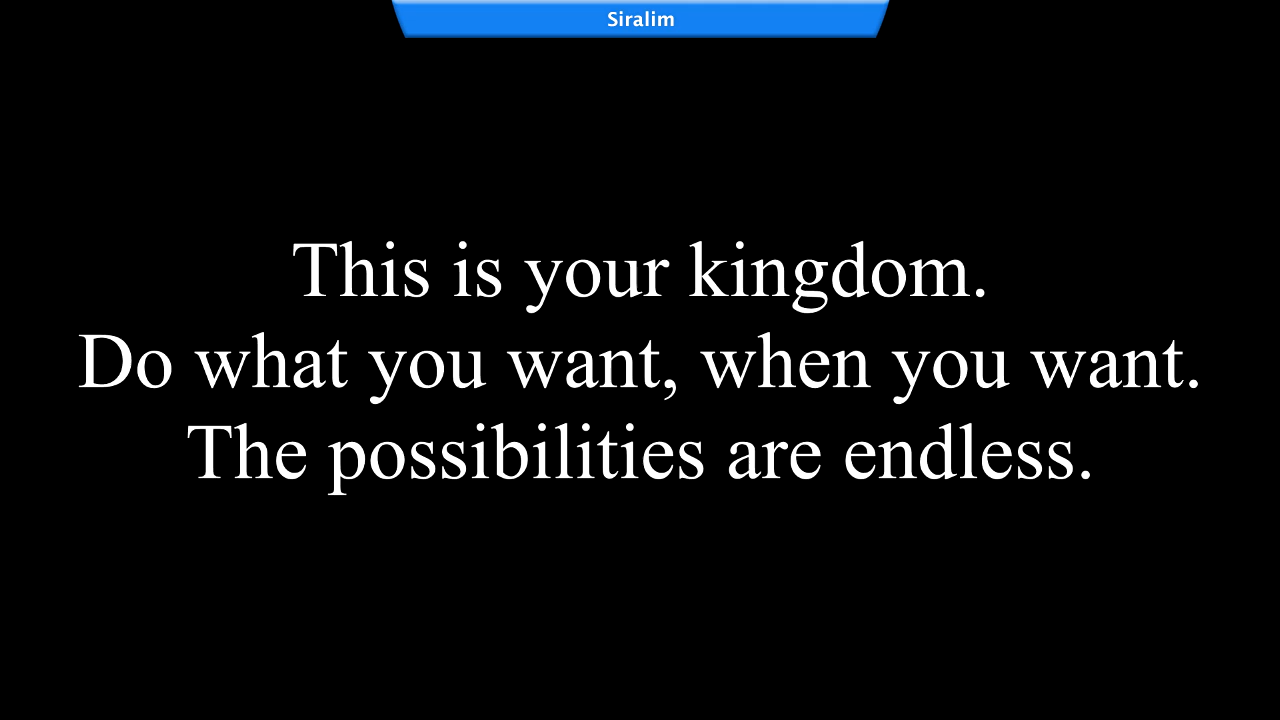 Siralim
This is your kingdom.
Do what you want, when you want.
The possibilities are endless.